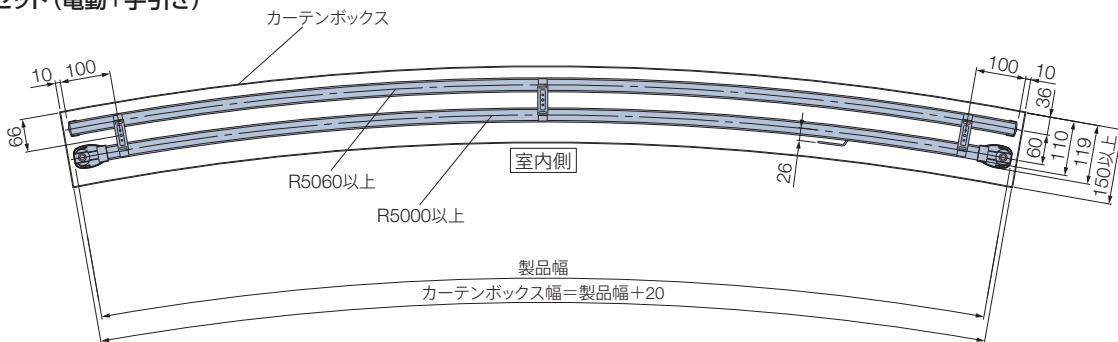 セット(電動+手引き)
カーテンボックス
10
100
100
10
36
66
60
110
119
150以上
26
室内側
R5060以上
R5000以上
製品幅
カーテンボックス幅=製品幅+20